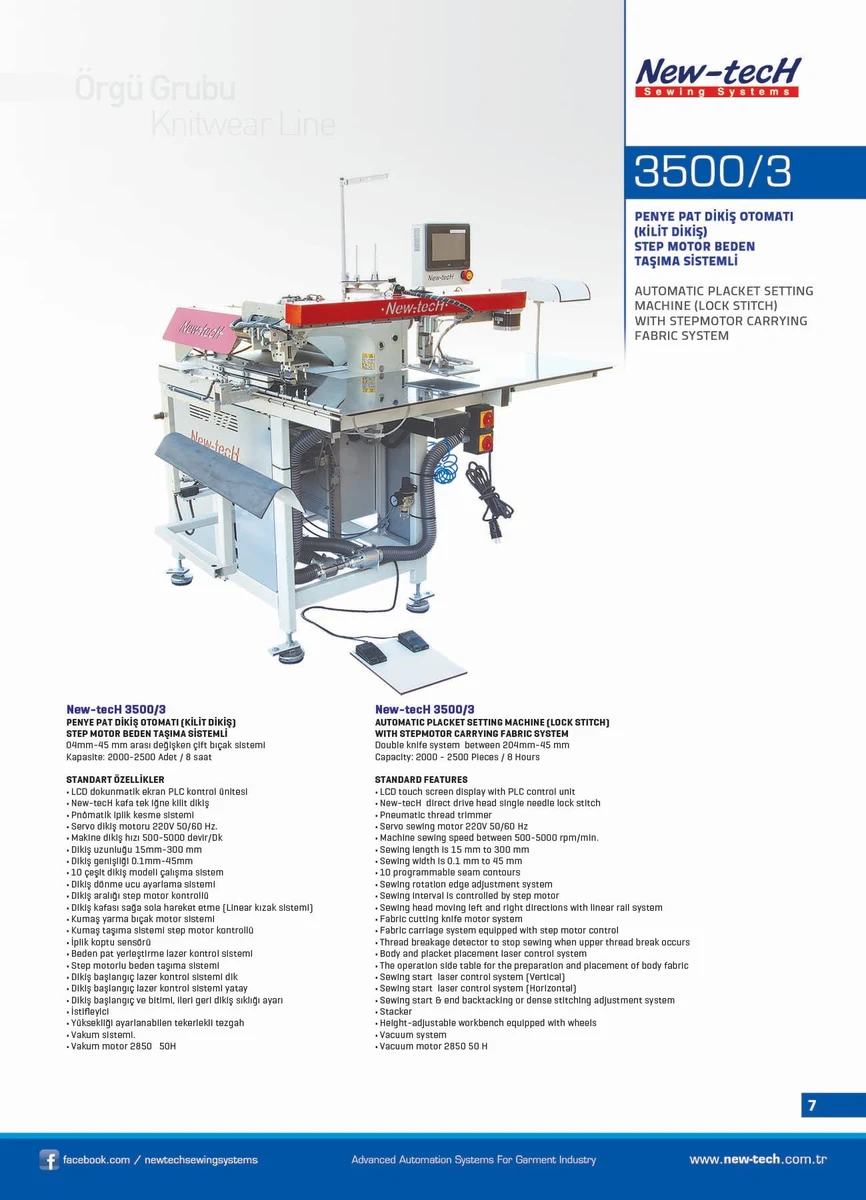 Örgü Grubu
Knitwear Line
New-tecH
Sewing Systems
3500/3
PENYE PAT DİKİŞ OTOMATI
(KİLİT DİKİŞ)
STEP MOTOR BEDEN
TAŞIMA SİSTEMLİ
AUTOMATIC PLACKET SETTING
MACHINE (LOCK STITCH)
WITH STEPMOTOR CARRYING
FABRIC SYSTEM
New-tecH
New-tecH
New-tecH
New-tecH
New-tecH 3500/3
PENYE PAT DİKİŞ OTOMATI (KİLİT DİKİŞ)
STEP MOTOR BEDEN TAŞIMA SİSTEMLİ
04mm-45 mm arası değişken çift bıçak sistemi
Kapasite: 2000-2500 Adet / 8 saat
STANDART ÖZELLİKLER
• LCD dokunmatik ekran PLC kontrol ünitesi
• New-tecH kafa tek iğne kilit dikiş
• Pnömatik iplik kesme sistemi
• Servo dikiş motoru 220V 50/60 Hz.
• Makine dikiş hızı 500-5000 devir/Dk
• Dikiş uzunluğu 15mm-300 mm
• Dikiş genişliği 0.1mm-45mm
• 10 çeşit dikiş modeli çalışma sistem
• Dikiş dönme ucu ayarlama sistemi
• Dikiş aralığı step motor kontrollü
• Dikiş kafası sağa sola hareket etme (Linear kızak sistemi)
• Kumaş yarma bıçak motor sistemi
• Kumaş taşıma sistemi step motor kontrollü
• İplik koptu sensörü
• Beden pat yerleştirme lazer kontrol sistemi
• Step motorlu beden taşıma sistemi
• Dikiş başlangıç lazer kontrol sistemi dik
• Dikiş başlangıç lazer kontrol sistemi yatay
• Dikiş başlangıç ve bitimi, ileri geri dikiş sıklığı ayarı
• İstifleyici
• Yüksekliği ayarlanabilen tekerlekli tezgah
• Vakum sistemi.
• Vakum motor 2850 50H
New-tecH 3500/3
AUTOMATIC PLACKET SETTING MACHINE (LOCK STITCH)
WITH STEPMOTOR CARRYING FABRIC SYSTEM
Double knife system between 204mm-45 mm
Capacity: 2000 - 2500 Pieces / 8 Hours
STANDARD FEATURES
• LCD touch screen display with PLC control unit
• New-tecH direct drive head single needle lock stitch
• Pneumatic thread trimmer
• Servo sewing motor 220V 50/60 Hz
• Machine sewing speed between 500-5000 rpm/min.
• Sewing length is 15 mm to 300 mm
• Sewing width is 0.1 mm to 45 mm
• 10 programmable seam contours
• Sewing rotation edge adjustment system
• Sewing interval is controlled by step motor
• Sewing head moving left and right directions with linear rail system
• Fabric cutting knife motor system
• Fabric carriage system equipped with step motor control
• Thread breakage detector to stop sewing when upper thread break occurs
• Body and placket placement laser control system
• The operation side table for the preparation and placement of body fabric
• Sewing start laser control system (Vertical)
• Sewing start laser control system (Horizontal)
• Sewing start & end backtacking or dense stitching adjustment system
• Stacker
• Height-adjustable workbench equipped with wheels
• Vacuum system
• Vacuum motor 2850 50 H
7
facebook.com / newtechsewingsystems
Advanced Automation Systems For Garment Industry
www.new-tech.com.tr